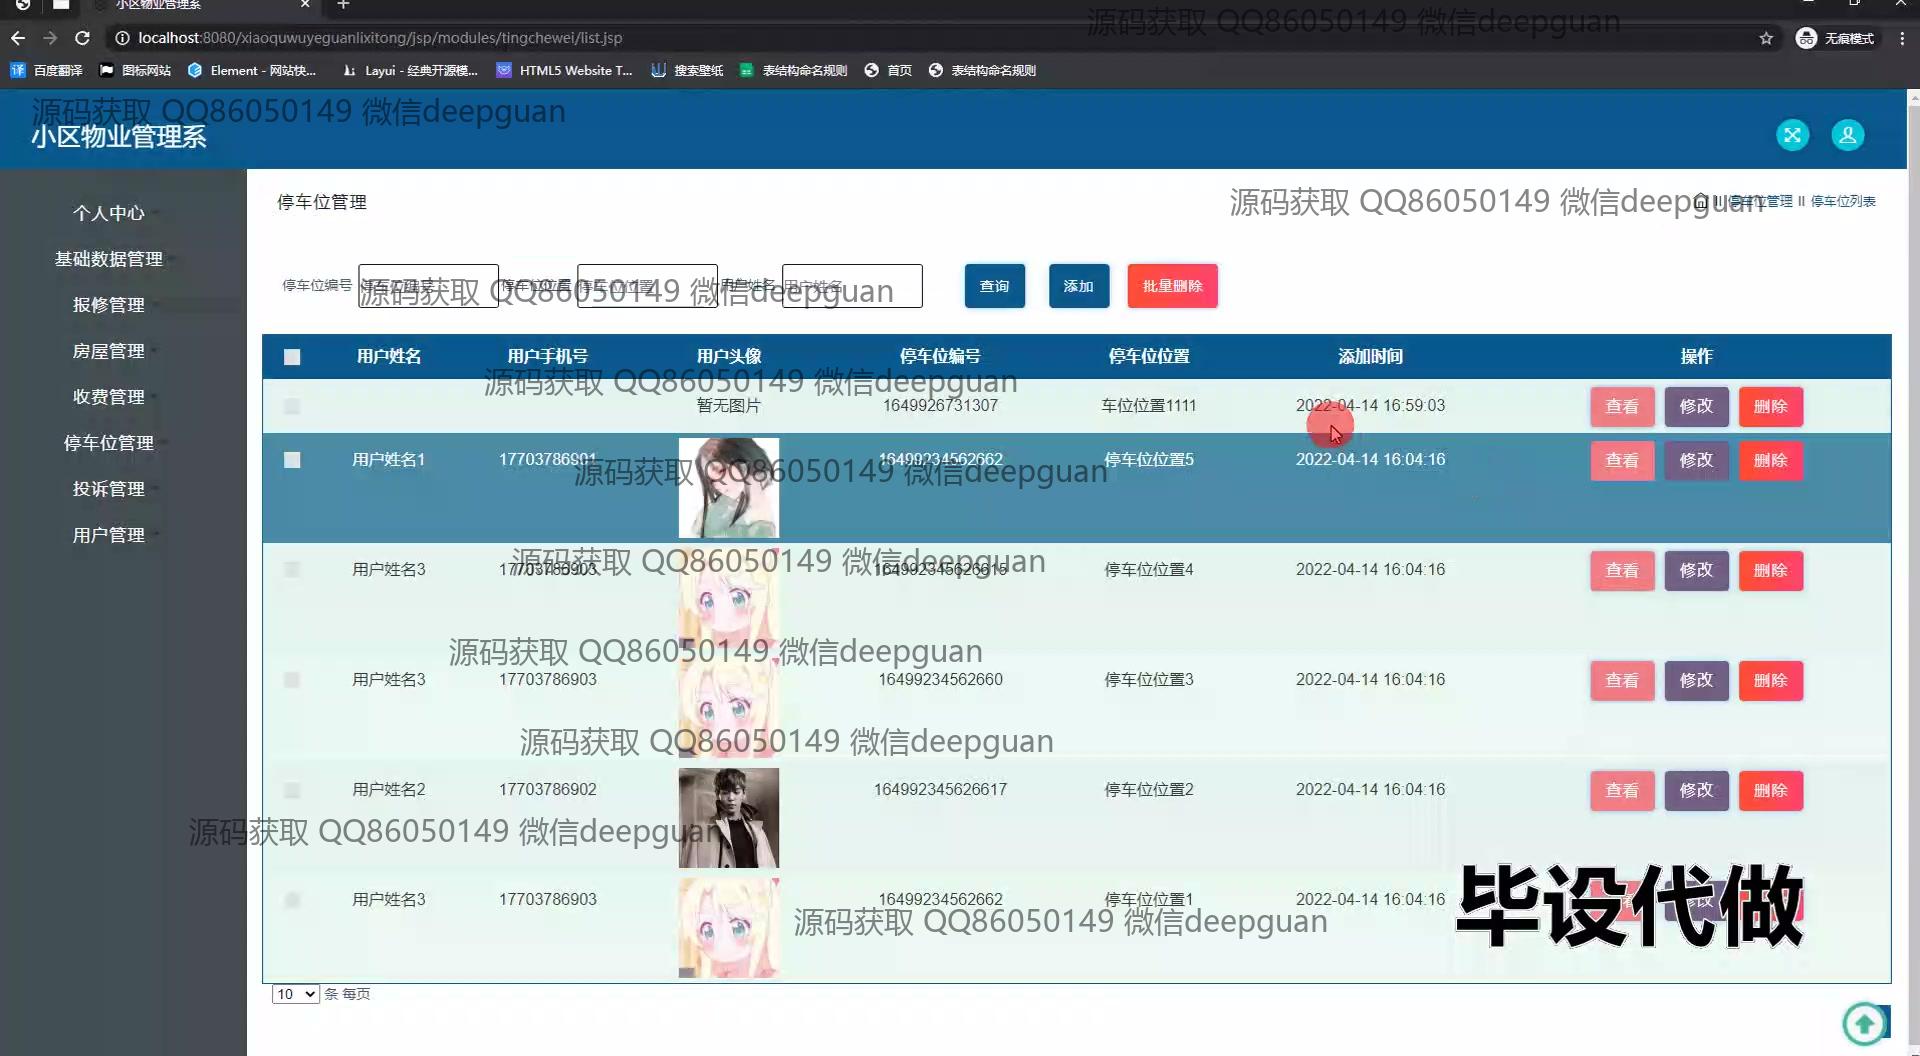 小区物业管理系
localhost:8080/xiaoquwuyeguanlixitong/jsp/modules/tingchewei/list.jsp
无痕模式
源码获取 QQ86050149 微信deepguan
百度翻译 图标网站 Element - 网站快... Layui - 经典开源模... HTML5 Website T... 搜索壁纸 表结构命名规则 首页 表结构命名规则
源码获取 QQ86050149 微信deepguan
小区物业管理系
个人中心
基础数据管理
报修管理
房屋管理
收费管理
停车位管理
投诉管理
用户管理
停车位管理
停车位管理 停车位列表
源码获取 QQ86050149 微信deepguan
停车位编号 停车位编号 停车位位置 停车位位置 用户姓名 用户姓名 查询 添加 批量删除
源码获取 QQ86050149 微信deepguan
用户姓名 用户手机号 用户头像 停车位编号 停车位位置 添加时间 操作
源码获取 QQ86050149 微信deepguan
暂无图片 1649926731307 车位位置1111 2022-04-14 16:59:03 查看 修改 删除
用户姓名1 17703786901 16499234562662 停车位位置5 2022-04-14 16:04:16 查看 修改 删除
源码获取 QQ86050149 微信deepguan
用户姓名3 17703786903 164992345626615 停车位位置4 2022-04-14 16:04:16 查看 修改 删除
源码获取 QQ86050149 微信deepguan
源码获取 QQ86050149 微信deepguan
用户姓名3 17703786903 16499234562660 停车位位置3 2022-04-14 16:04:16 查看 修改 删除
源码获取 QQ86050149 微信deepguan
用户姓名2 17703786902 164992345626617 停车位位置2 2022-04-14 16:04:16 查看 修改 删除
源码获取 QQ86050149 微信deepguan
用户姓名3 17703786903 16499234562662 停车位位置1 2022-04-14 16:04:16
源码获取 QQ86050149 微信deepguan
毕设代做
10 条 每页